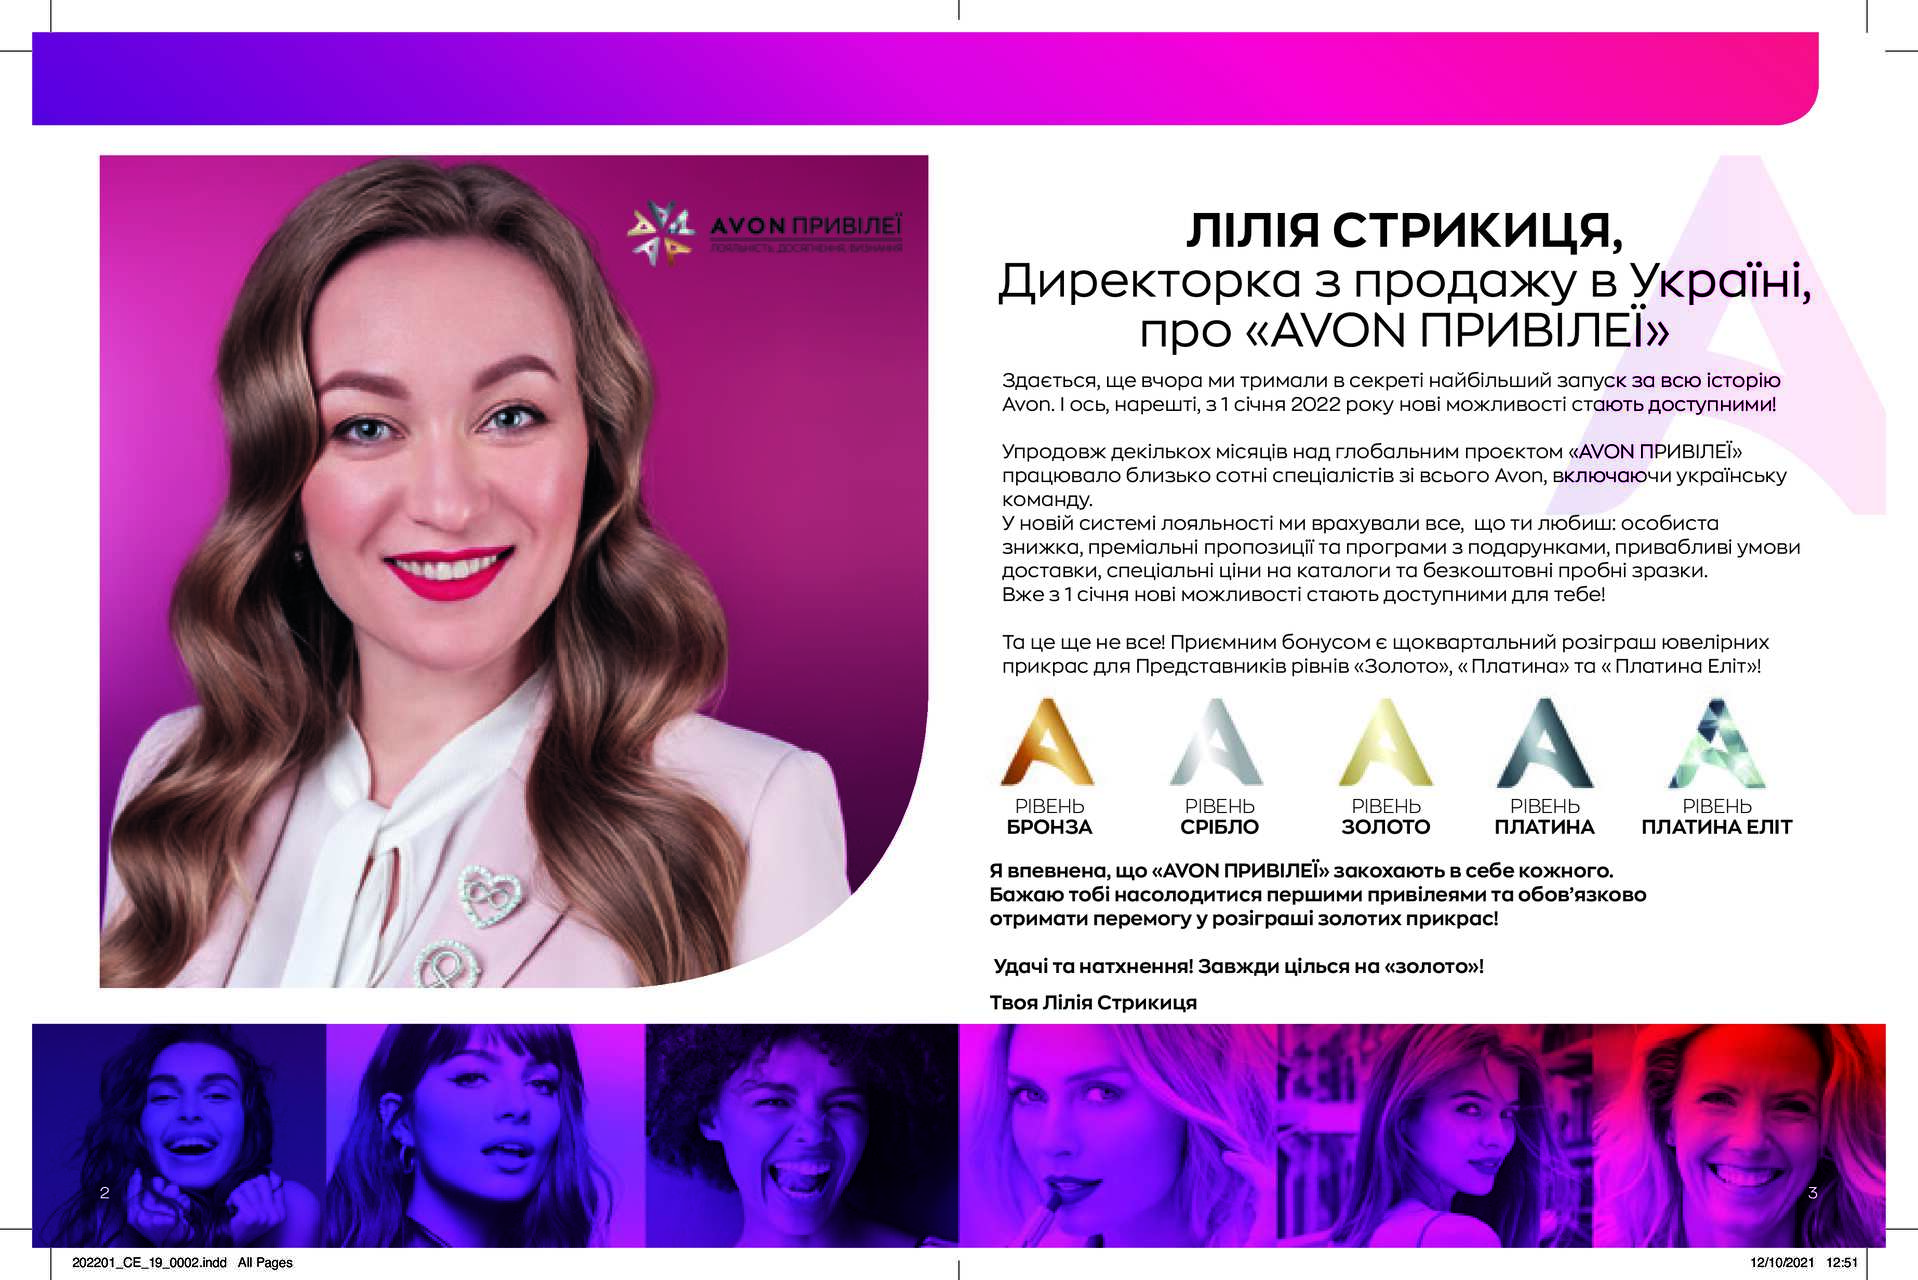 AVON ПРИВІЛЕЇ
ЛОЯЛЬНІСТЬ, ДОСЯГНЕННЯ, ВИЗНАННЯ
ЛІЛІЯ СТРИКИЦЯ,
Директорка з продажу в Україні,
про «AVON ПРИВІЛЕЇ»
Здається, ще вчора ми тримали в секреті найбільший запуск за всю історію
Avon. І ось, нарешті, з 1 січня 2022 року нові можливості стають доступними!
Упродовж декількох місяців над глобальним проєктом «AVON ПРИВІЛЕЇ»
працювало близько сотні спеціалістів зі всього Avon, включаючи українську
команду.
У новій системі лояльності ми врахували все,  що ти любиш: особиста
знижка, преміальні пропозиції та програми з подарунками, привабливі умови
доставки, спеціальні ціни на каталоги та безкоштовні пробні зразки.
Вже з 1 січня нові можливості стають доступними для тебе!
Та це ще не все! Приємним бонусом є щоквартальний розіграш ювелірних
прикрас для Представників рівнів «Золото», «Платина» та «Платина Еліт»!
РІВЕНЬ
БРОНЗА
РІВЕНЬ
СРІБЛО
РІВЕНЬ
ЗОЛОТО
РІВЕНЬ
ПЛАТИНА
РІВЕНЬ
ПЛАТИНА ЕЛІТ
Я впевнена, що «AVON ПРИВІЛЕЇ» закохають в себе кожного.
Бажаю тобі насолодитися першими привілеями та обов’язково
отримати перемогу у розіграші золотих прикрас!
Удачі та натхнення! Завжди цілься на «золото»!
Твоя Лілія Стрикиця
2
3
202201_CE_19_0002.indd   All Pages
12/10/2021   12:51